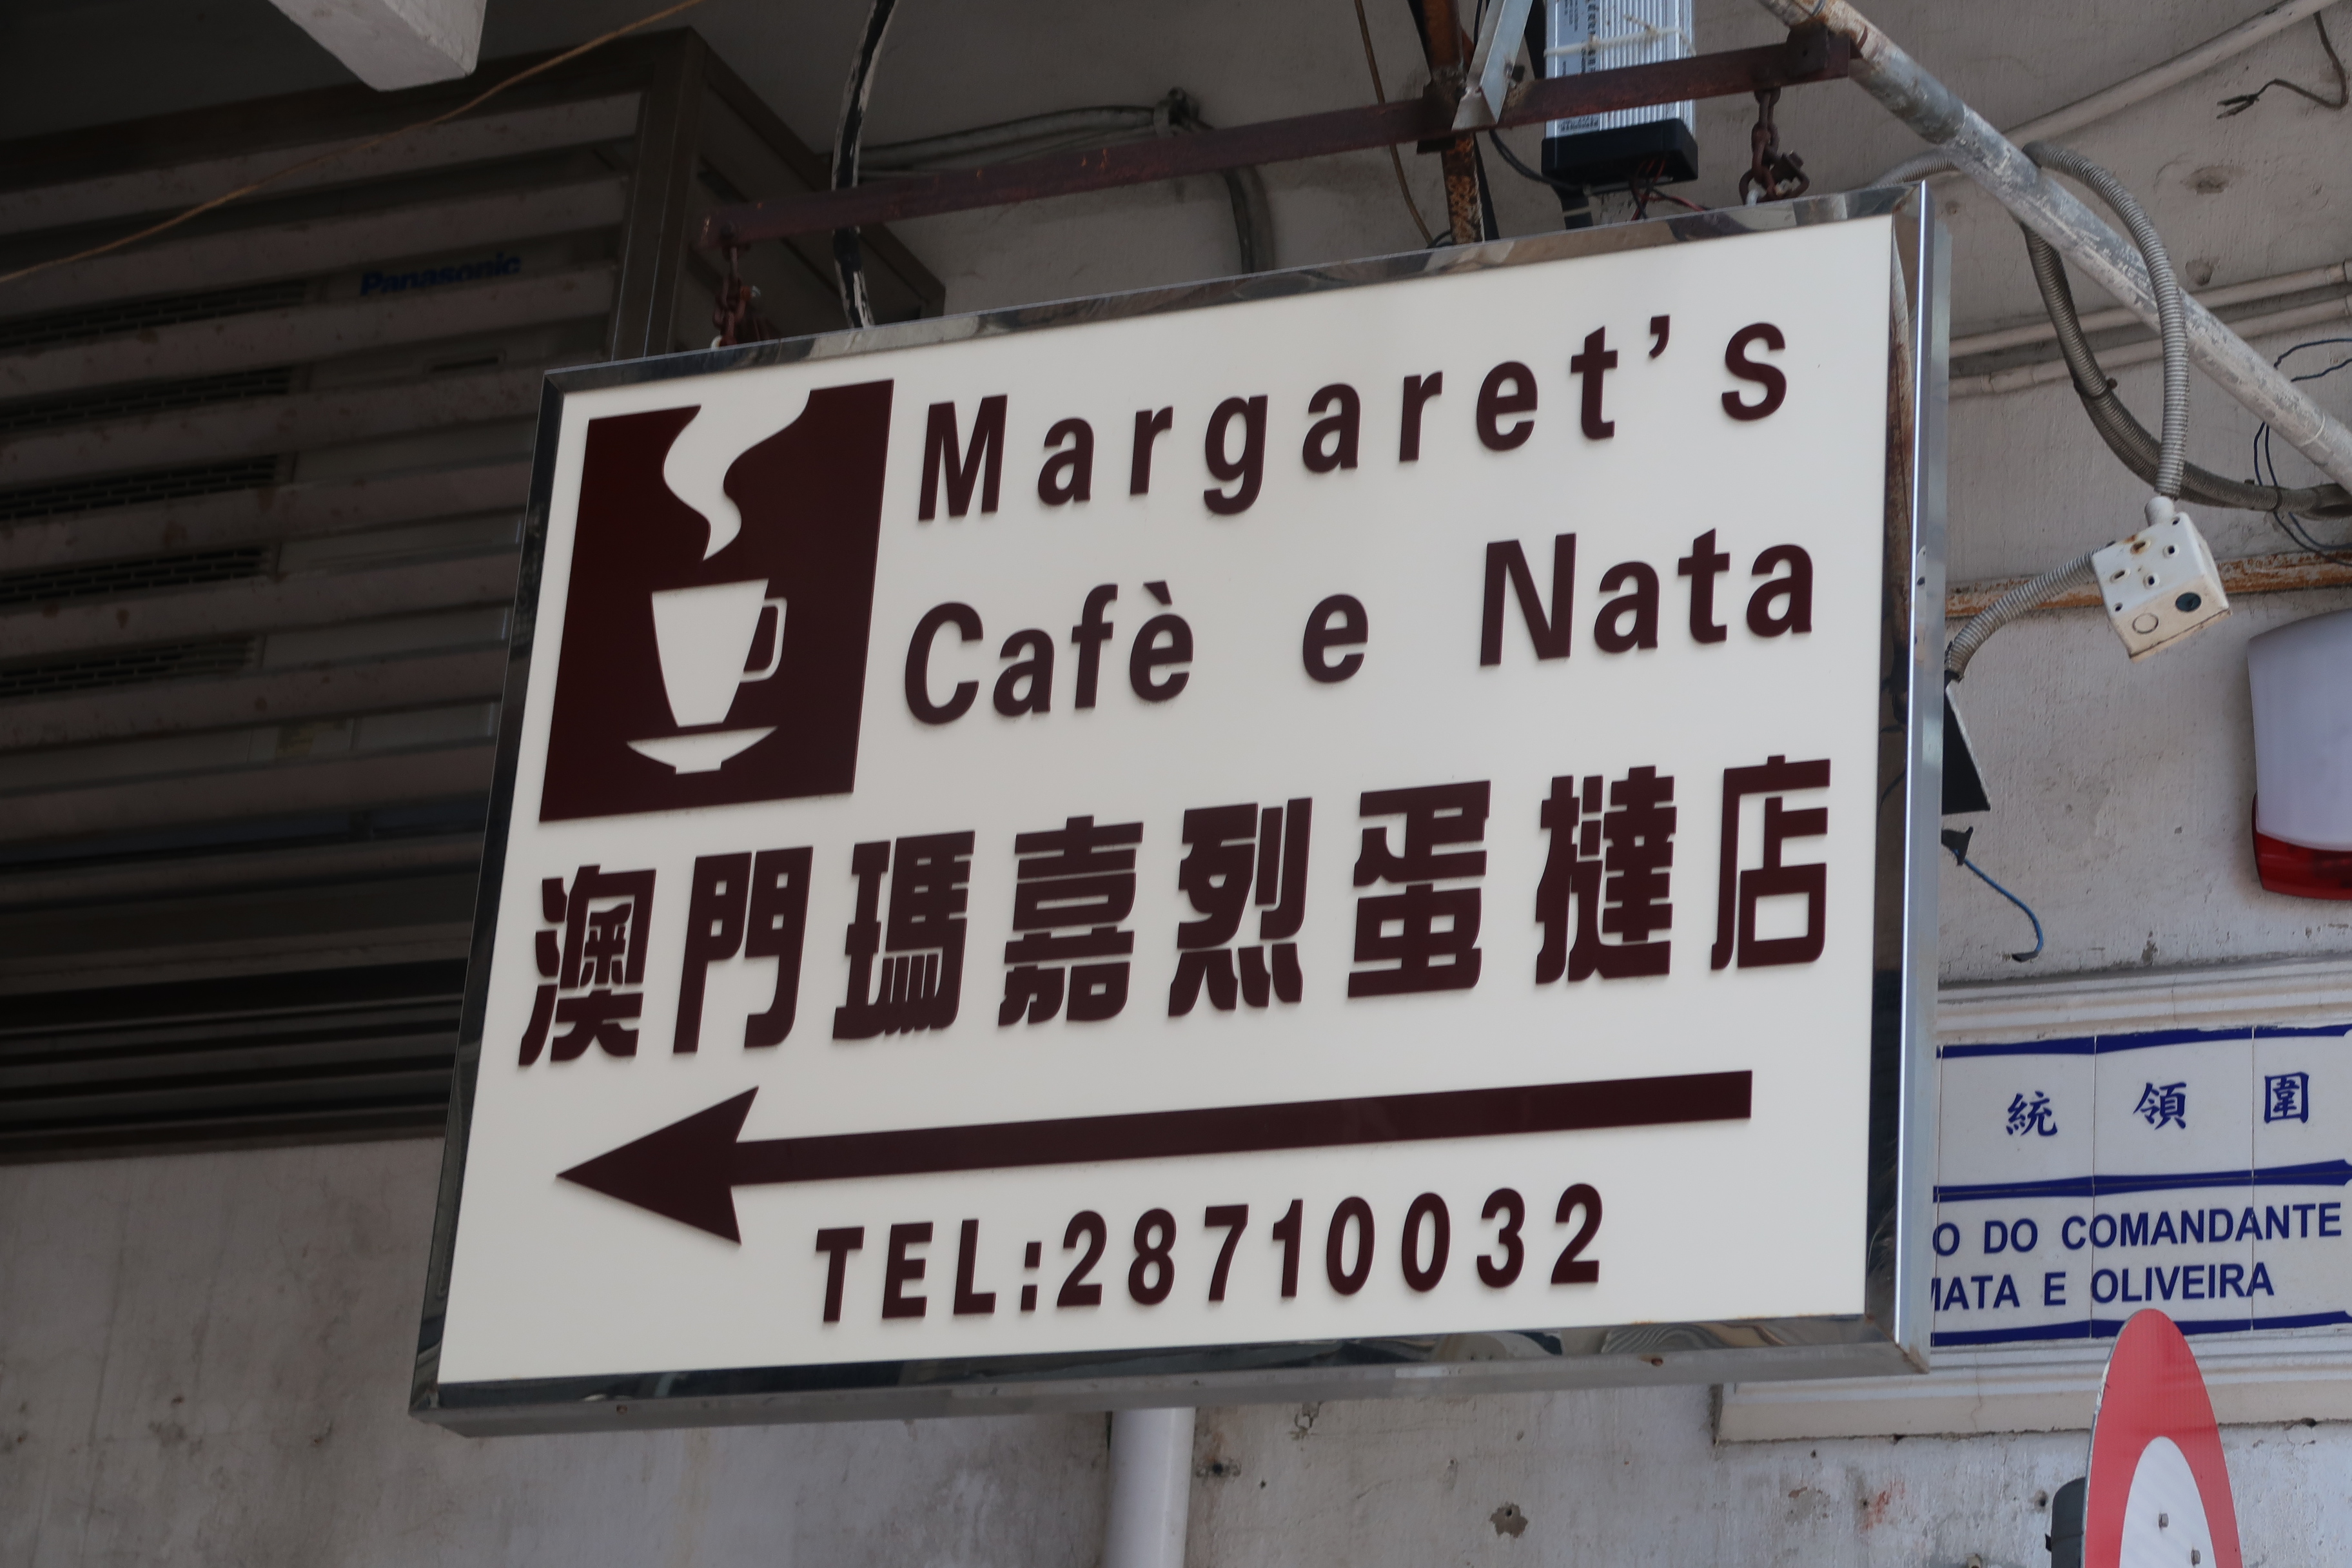 Panasonic
Margaret's
Cafè e Nata
澳門瑪嘉烈蛋撻店
TEL:28710032
統領圍
O DO COMANDANTE
MATA E OLIVEIRA